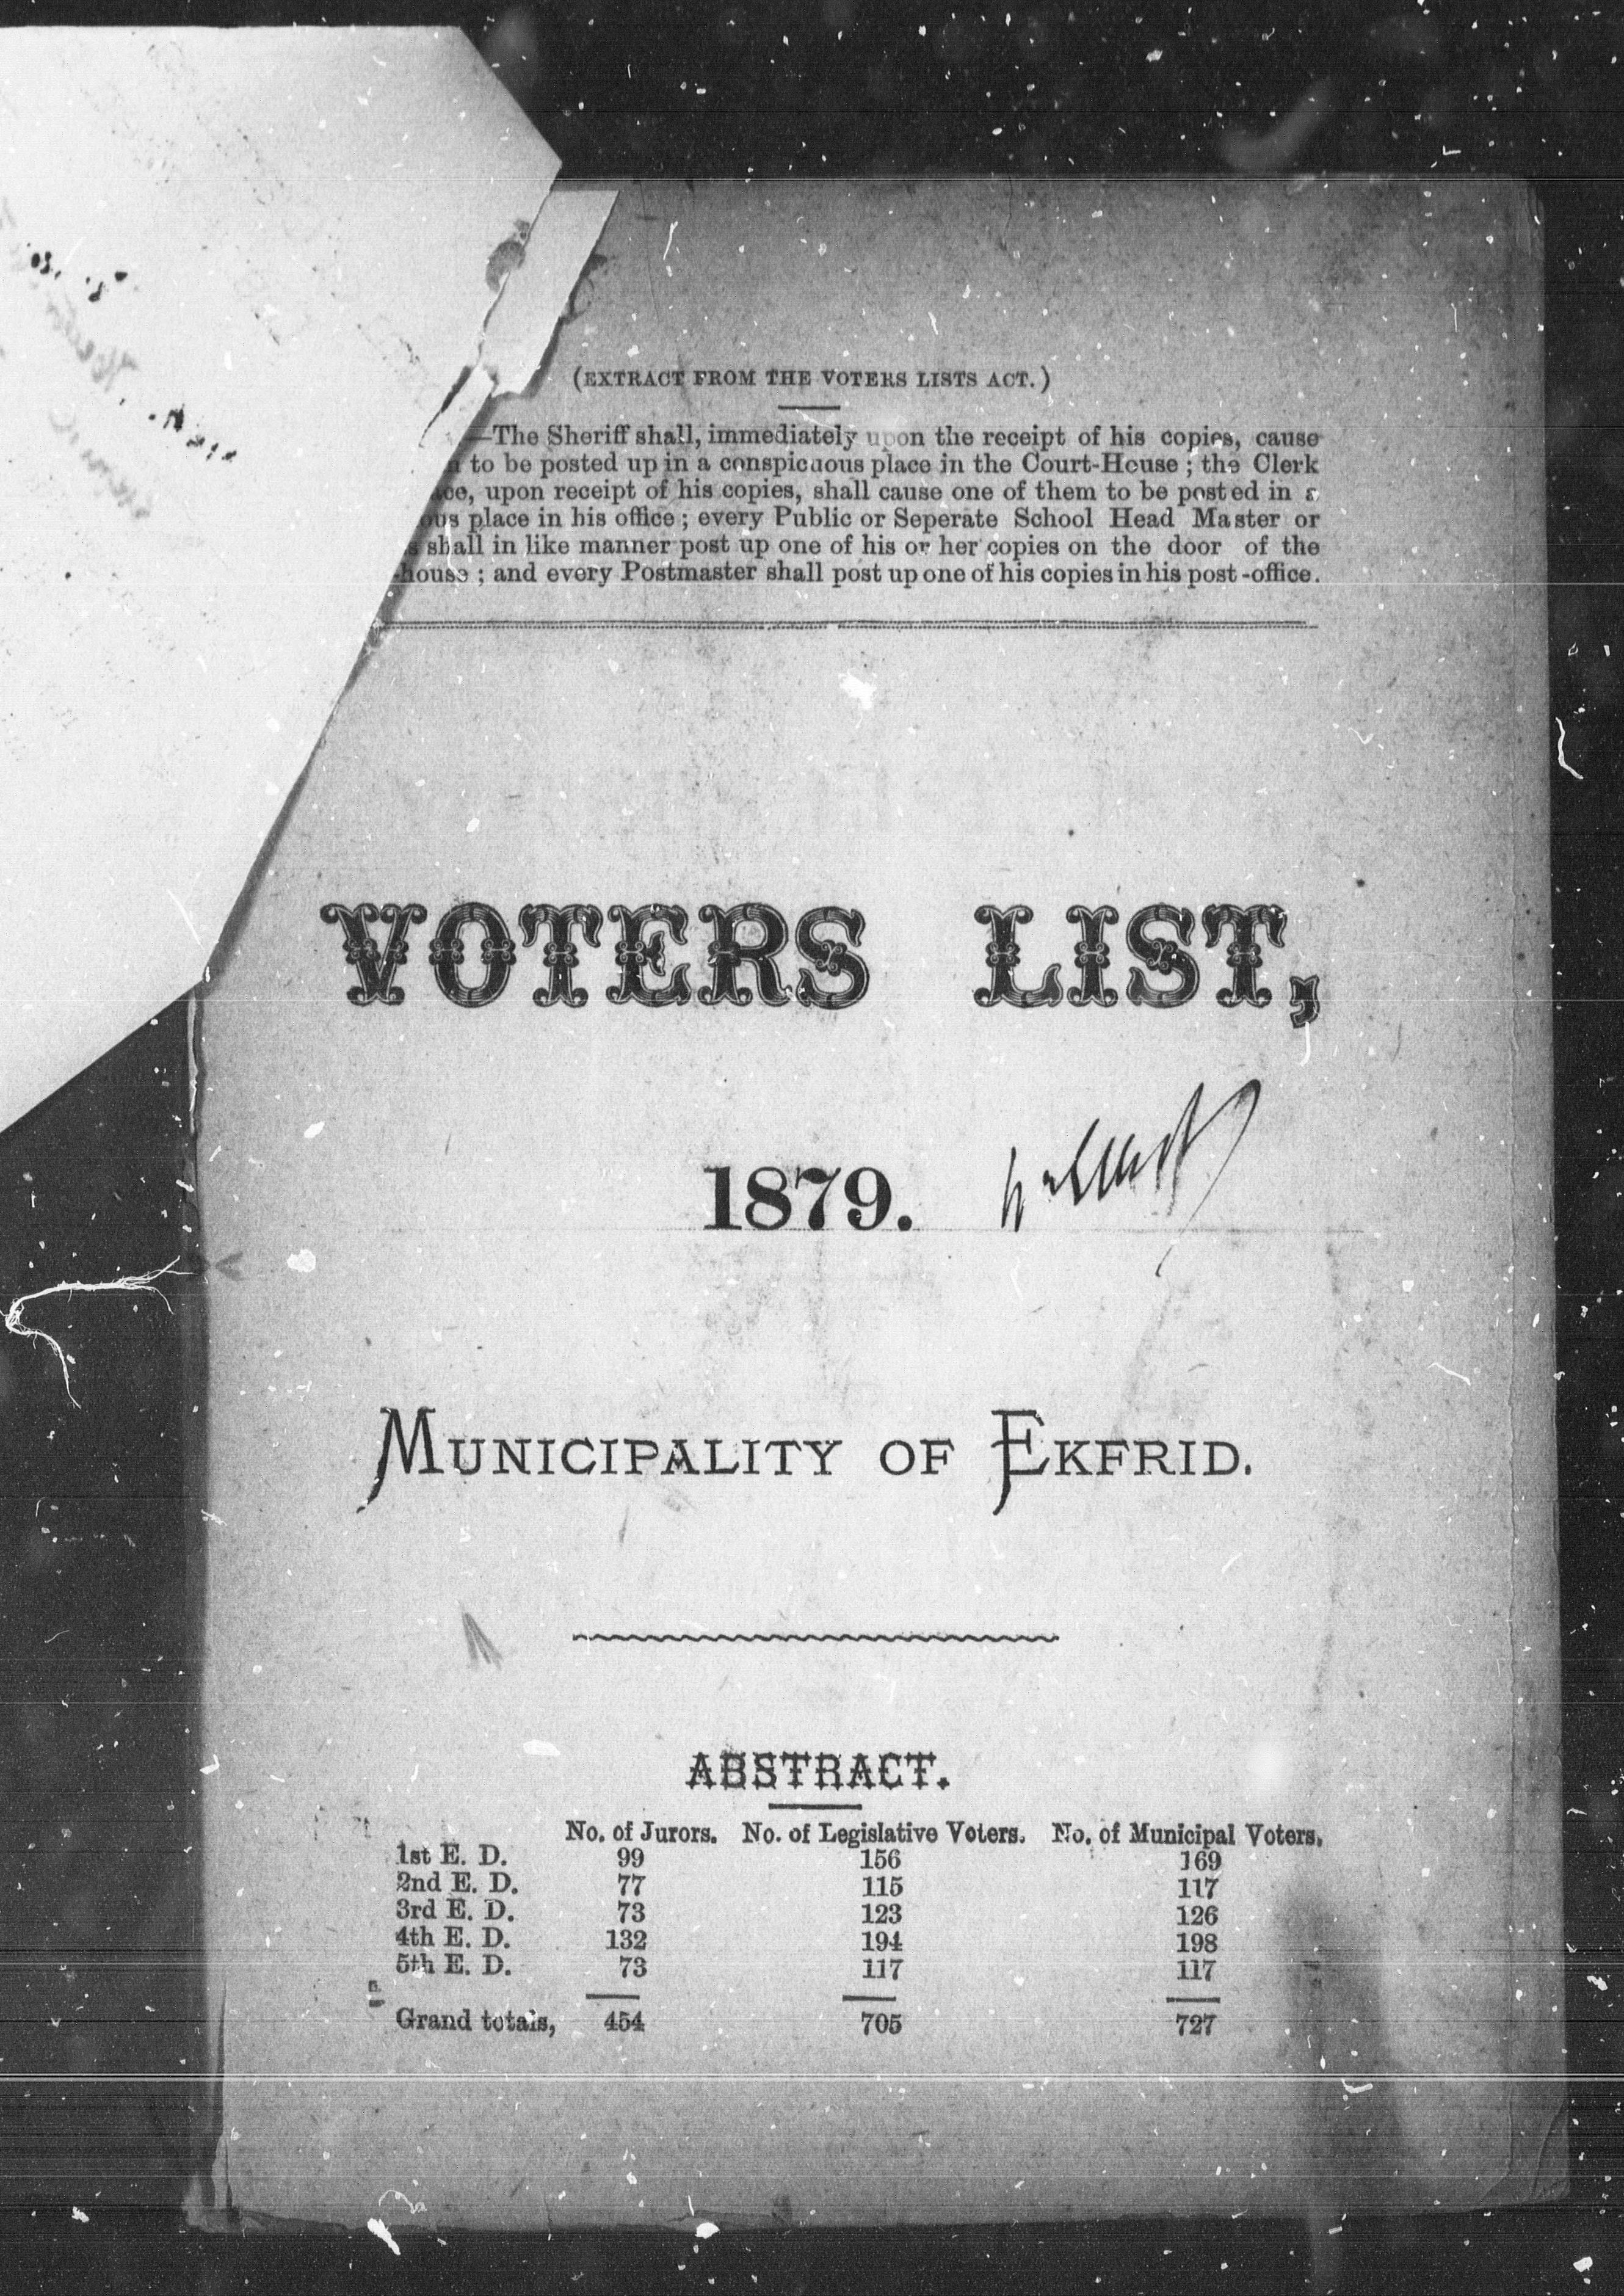 (EXTRACT FROM THE VOTERS LISTS ACT.)
—The Sheriff shall, immediately upon the receipt of his copies, cause
to be posted up in a conspicuous place in the Court-House ; the Clerk
upon receipt of his copies, shall cause one of them to be posted in a
place in his office ; every Public or Seperate School Head Master or
shall in like manner post up one of his or her copies on the door of the
-house ; and every Postmaster shall post up one of his copies in his post-office.
VOTERS LIST,
1879.
MUNICIPALITY OF EKFRID.
ABSTRACT.
No. of Jurors. No. of Legislative Voters. No. of Municipal Voters.
1st E. D. 99 156 169
2nd E. D. 77 115 117
3rd E. D. 73 123 126
4th E. D. 132 194 198
5th E. D. 73 117 117
Grand totals, 454 705 727